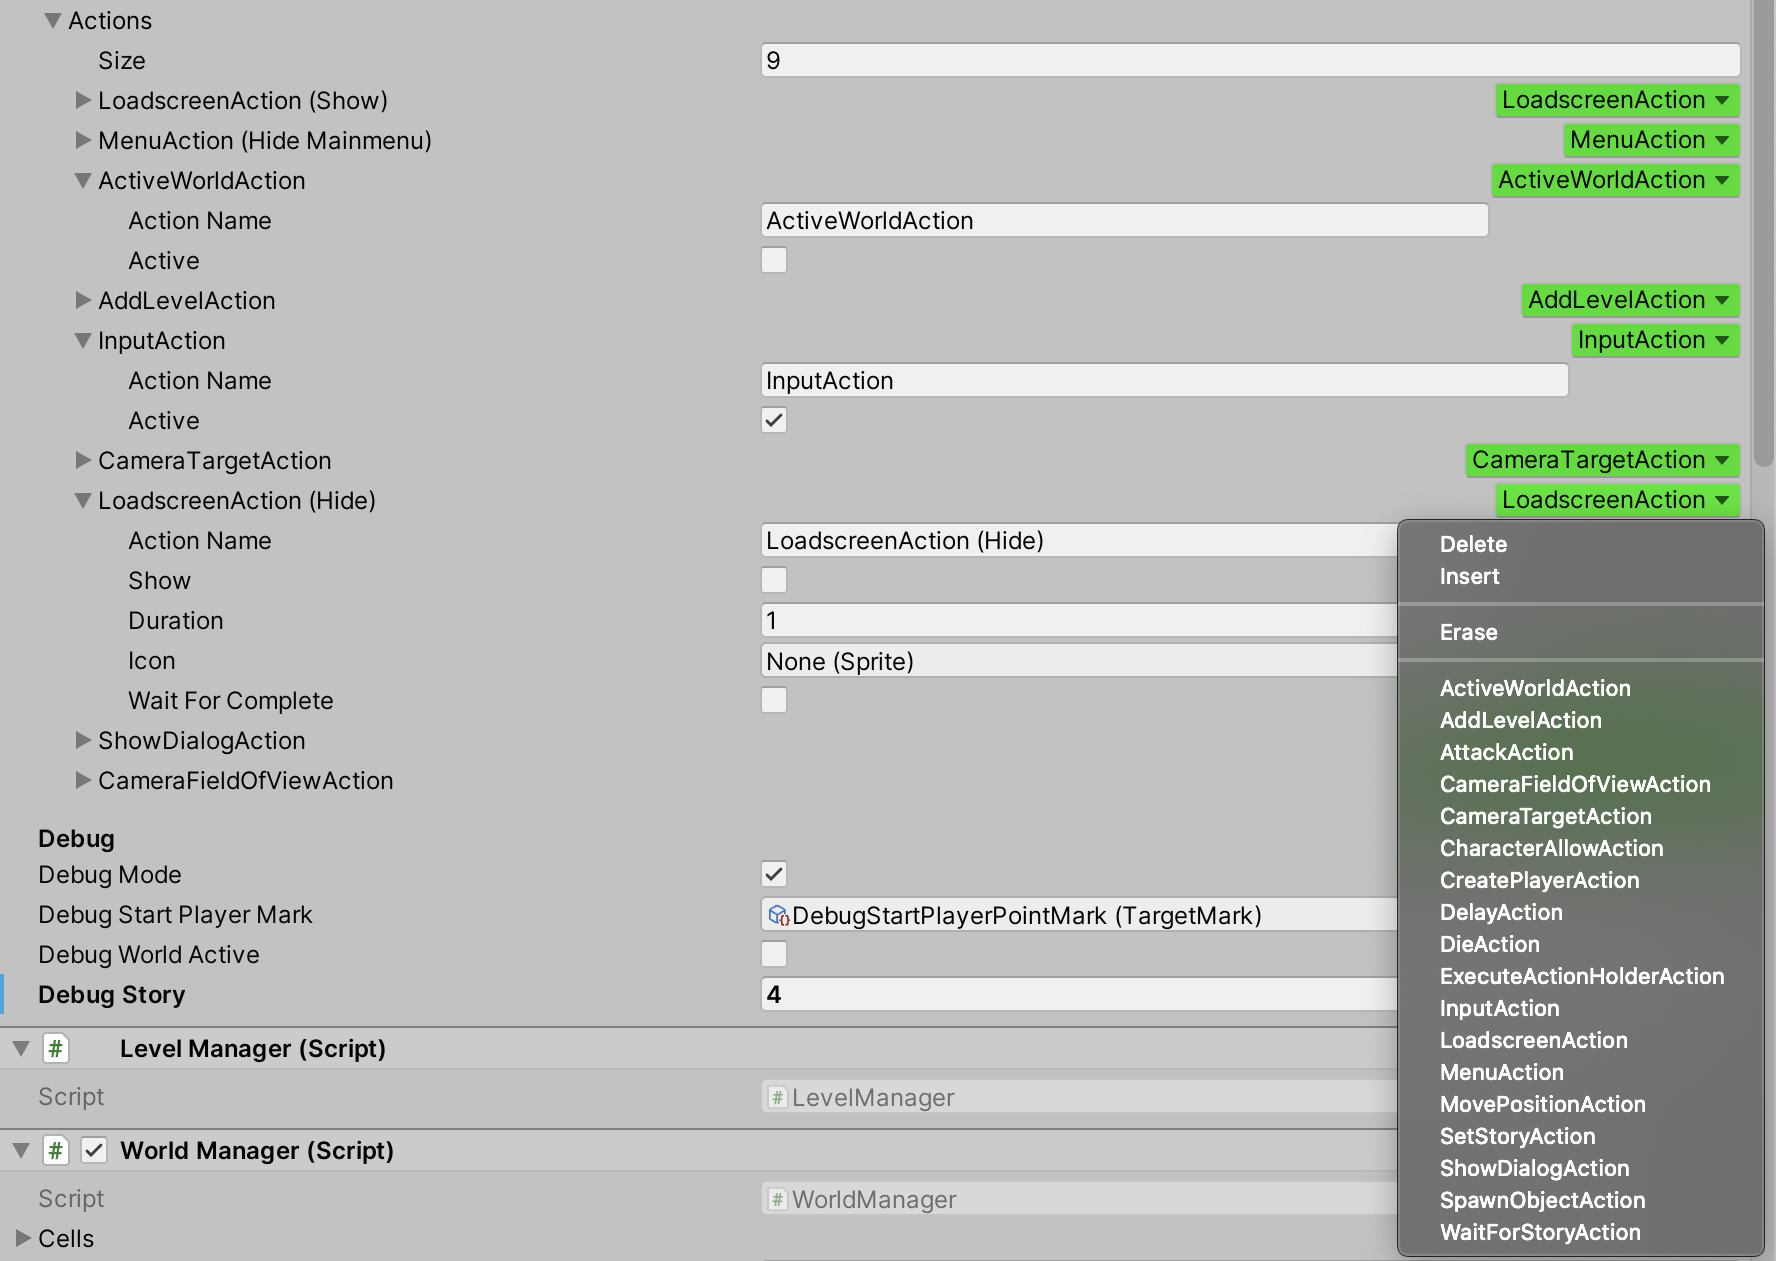 Actions
Size 9
LoadscreenAction (Show) LoadscreenAction
MenuAction (Hide Mainmenu) MenuAction
ActiveWorldAction ActiveWorldAction
Action Name ActiveWorldAction
Active
AddLevelAction AddLevelAction
InputAction InputAction
Action Name InputAction
Active
CameraTargetAction CameraTargetAction
LoadscreenAction (Hide) LoadscreenAction
Action Name LoadscreenAction (Hide)
Show
Duration 1
Icon None (Sprite)
Wait For Complete
ShowDialogAction
CameraFieldOfViewAction
Debug
Debug Mode
Debug Start Player Mark DebugStartPlayerPointMark (TargetMark)
Debug World Active
Debug Story 4
# Level Manager (Script)
Script # LevelManager
# World Manager (Script)
Script # WorldManager
Cells
Delete
Insert
Erase
ActiveWorldAction
AddLevelAction
AttackAction
CameraFieldOfViewAction
CameraTargetAction
CharacterAllowAction
CreatePlayerAction
DelayAction
DieAction
ExecuteActionHolderAction
InputAction
LoadscreenAction
MenuAction
MovePositionAction
SetStoryAction
ShowDialogAction
SpawnObjectAction
WaitForStoryAction